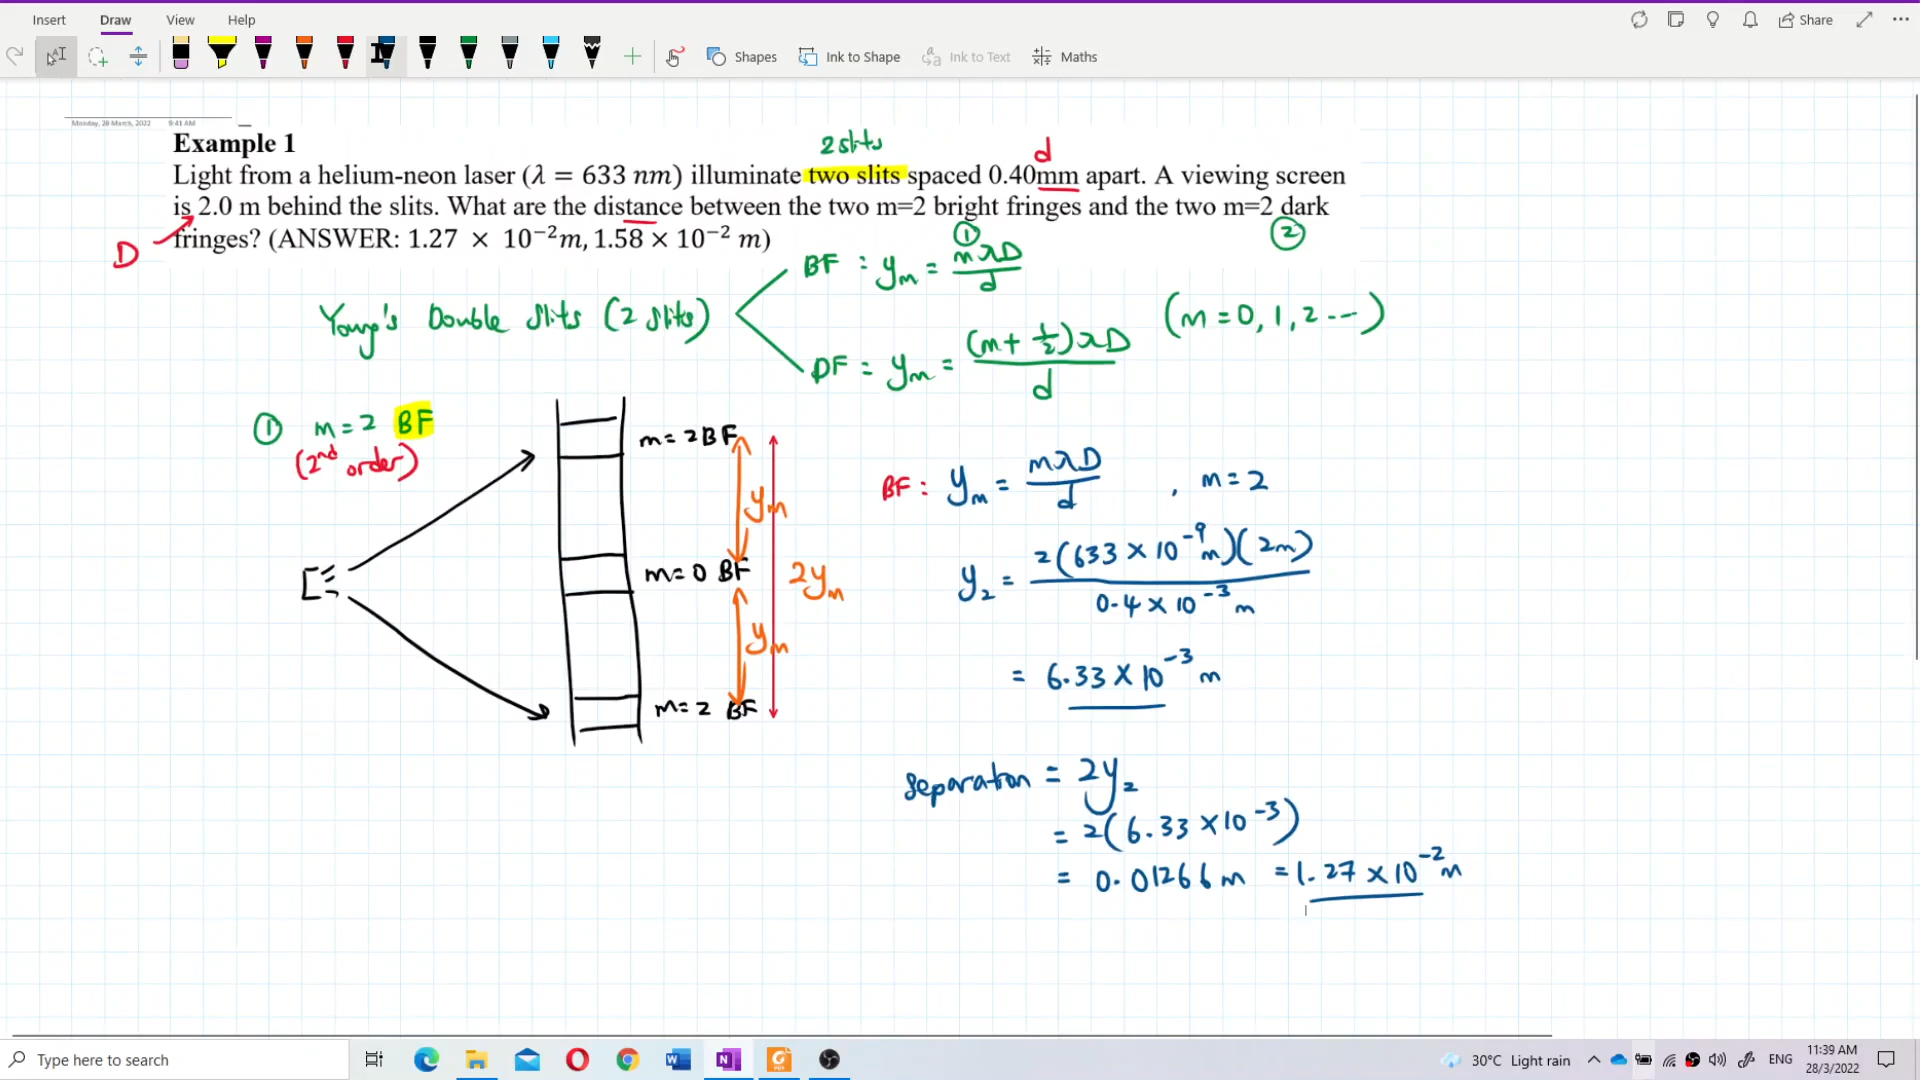 Insert Draw View Help
Share
Shapes Ink to Shape Ink to Text Maths
Monday, 28 March, 2022 9:41 AM
Example 1
2 slits
d
Light from a helium-neon laser (λ = 633 nm) illuminate two slits spaced 0.40mm apart. A viewing screen
is 2.0 m behind the slits. What are the distance between the two m=2 bright fringes and the two m=2 dark
fringes? (ANSWER: 1.27 × 10⁻²m, 1.58 × 10⁻² m)
D
① ②
BF : yₘ = mλD / d
Young's Double Slits (2 slits)
(m = 0, 1, 2 ---)
DF : yₘ = (m + 1/2)λD / d
① m = 2 BF
(2nd order)
m = 2 BF
yₘ
m = 0 BF
2yₘ
yₘ
m = 2 BF
BF : yₘ = mλD / d , m = 2
y₂ = 2(633 × 10⁻⁹ m)(2m) / 0.4 × 10⁻³ m
= 6.33 × 10⁻³ m
separation = 2y₂
= 2(6.33 × 10⁻³)
= 0.01266 m = 1.27 × 10⁻² m
Type here to search
30°C Light rain
ENG
11:39 AM
28/3/2022